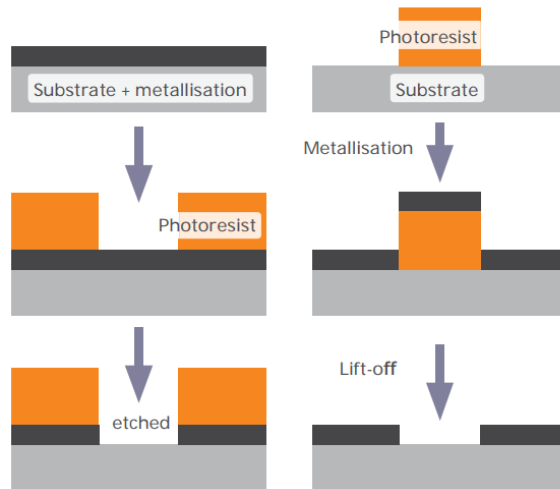 Substrate + metallisation
Photoresist
etched
Photoresist
Substrate
Metallisation
Lift-off